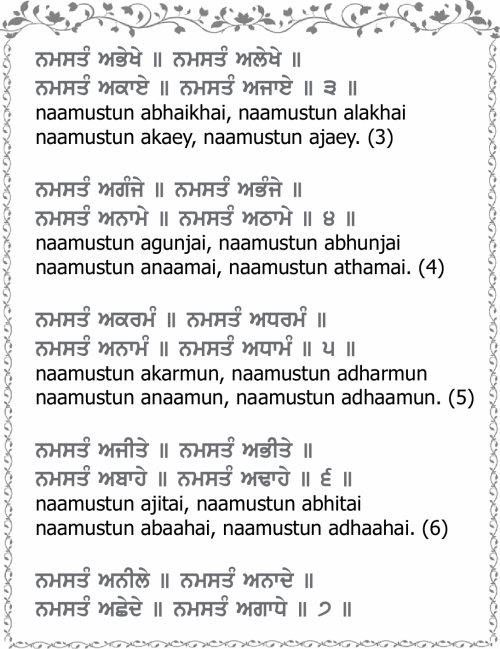 ਨਮਸਤੰ ਅਭੇਖੇ ॥ ਨਮਸਤੰ ਅਲੇਖੇ ॥
ਨਮਸਤੰ ਅਕਾਏ ॥ ਨਮਸਤੰ ਅਜਾਏ ॥ ੩ ॥
naamustun abhaikhai, naamustun alakhai
naamustun akaey, naamustun ajaey. (3)
ਨਮਸਤੰ ਅਗੰਜੇ ॥ ਨਮਸਤੰ ਅਭੰਜੇ ॥
ਨਮਸਤੰ ਅਨਾਮੇ ॥ ਨਮਸਤੰ ਅਠਾਮੇ ॥ ੪ ॥
naamustun agunjai, naamustun abhunjai
naamustun anaamai, naamustun athamai. (4)
ਨਮਸਤੰ ਅਕਰਮੰ ॥ ਨਮਸਤੰ ਅਧਰਮੰ ॥
ਨਮਸਤੰ ਅਨਾਮੰ ॥ ਨਮਸਤੰ ਅਧਾਮੰ ॥ ੫ ॥
naamustun akarmun, naamustun adharmun
naamustun anaamun, naamustun adhaamun. (5)
ਨਮਸਤੰ ਅਜੀਤੇ ॥ ਨਮਸਤੰ ਅਭੀਤੇ ॥
ਨਮਸਤੰ ਅਬਾਹੇ ॥ ਨਮਸਤੰ ਅਢਾਹੇ ॥ ੬ ॥
naamustun ajitai, naamustun abhitai
naamustun abaahai, naamustun adhaahai. (6)
ਨਮਸਤੰ ਅਨੀਲੇ ॥ ਨਮਸਤੰ ਅਨਾਦੇ ॥
ਨਮਸਤੰ ਅਛੇਦੇ ॥ ਨਮਸਤੰ ਅਗਾਧੇ ॥ ੭ ॥